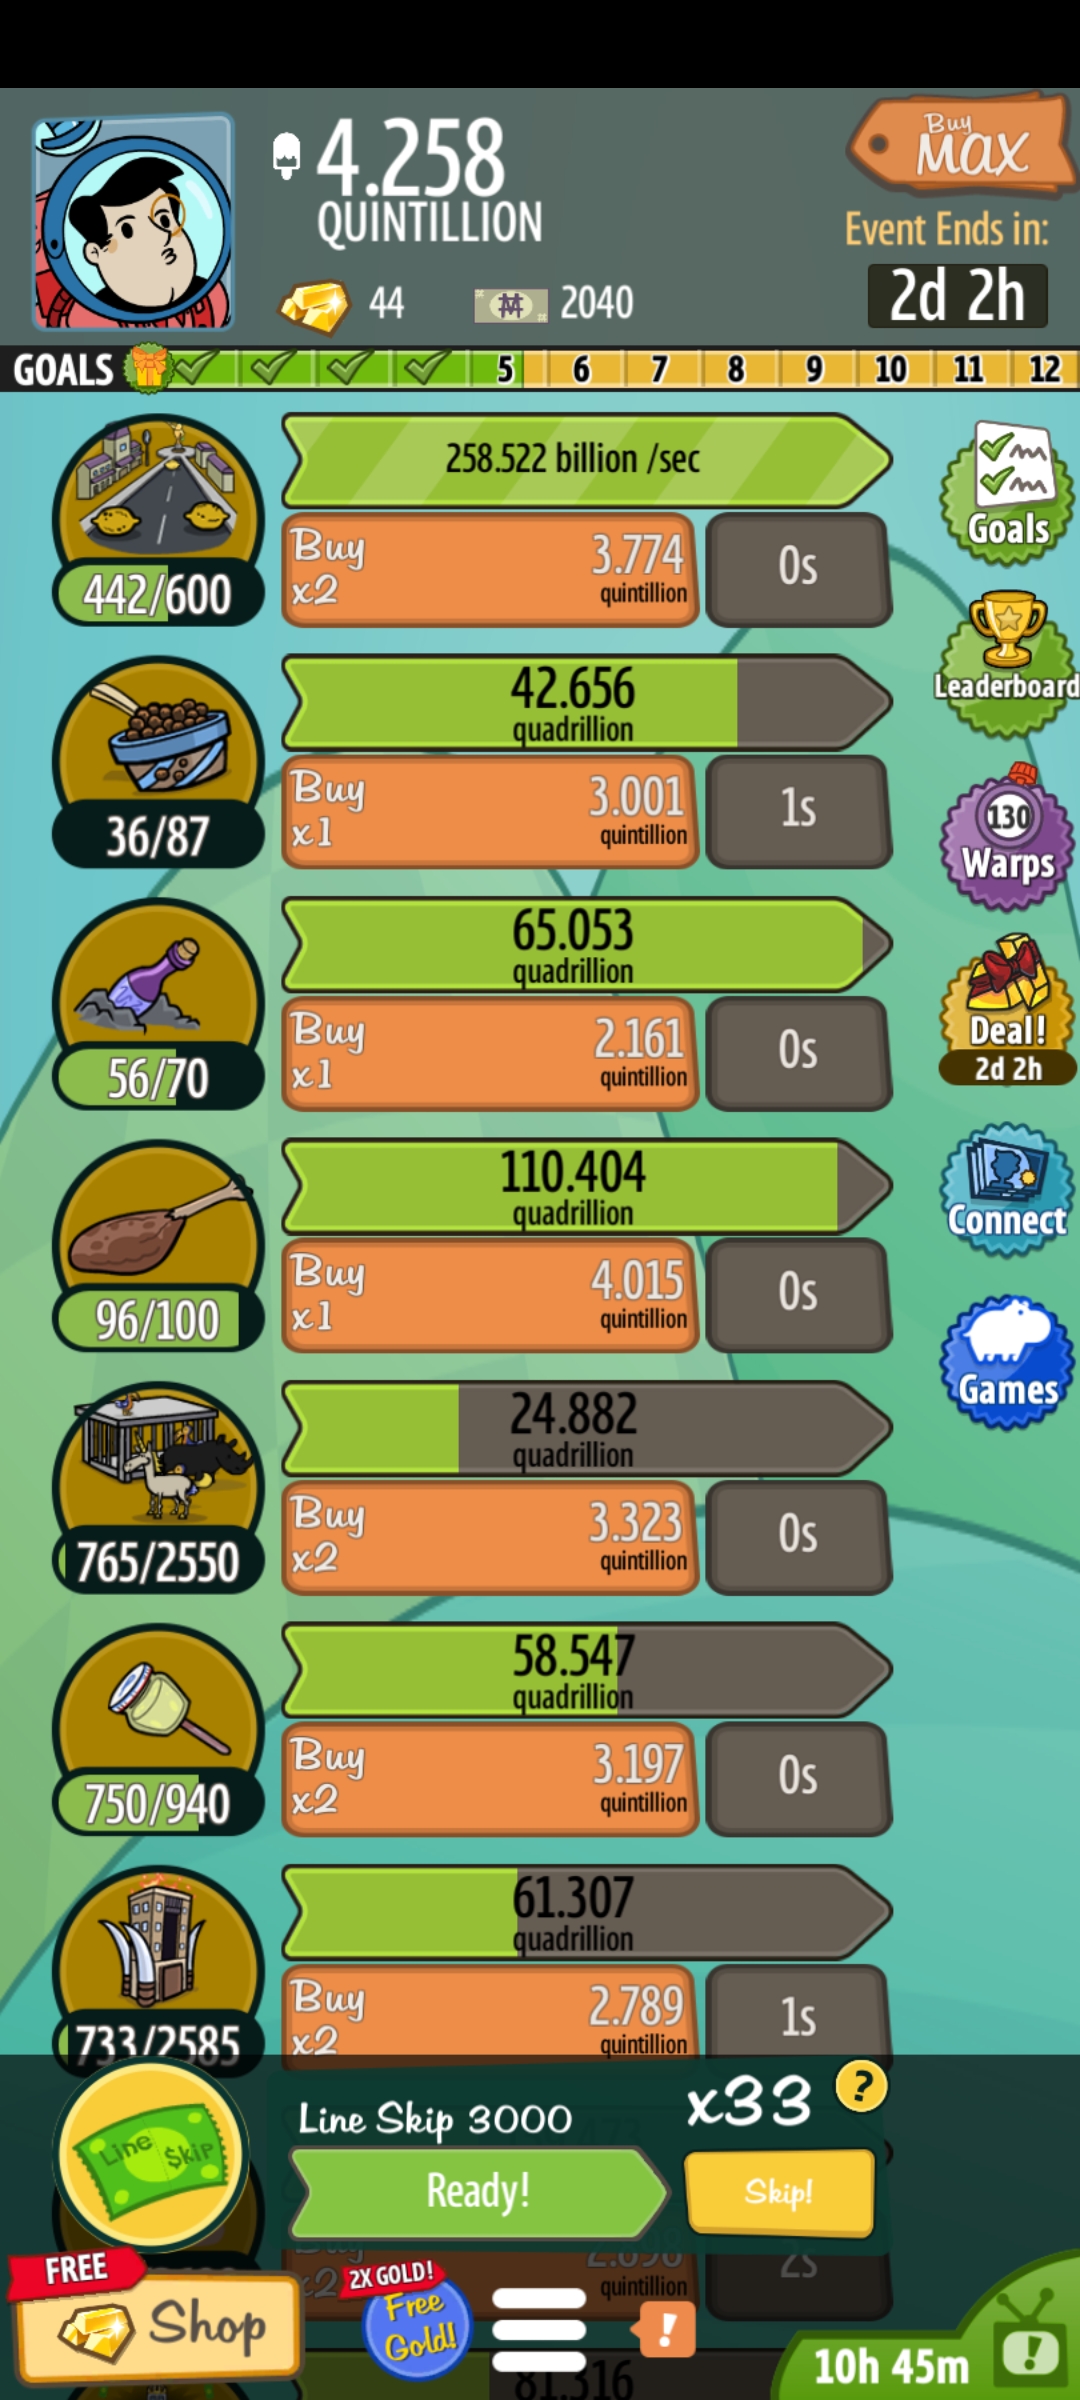 4.258
QUINTILLION
Buy
MAX
Event Ends in:
2d 2h
44
2040
GOALS
5 6 7 8 9 10 11 12
258.522 billion /sec
Buy
x2
3.774
quintillion
0s
442/600
Goals
42.656
quadrillion
Buy
x1
3.001
quintillion
1s
36/87
Leaderboard
130
Warps
65.053
quadrillion
Buy
x1
2.161
quintillion
0s
56/70
Deal!
2d 2h
110.404
quadrillion
Buy
x1
4.015
quintillion
0s
96/100
Connect
Games
24.882
quadrillion
Buy
x2
3.323
quintillion
0s
765/2550
58.547
quadrillion
Buy
x2
3.197
quintillion
0s
750/940
61.307
quadrillion
Buy
x2
2.789
quintillion
1s
733/2585
Line Skip 3000
x33
?
Line $kip
Ready!
Skip!
Buy
x2
2.898
quintillion
2s
FREE
Shop
2X GOLD!
Free
Gold!
!
10h 45m
!
81.316